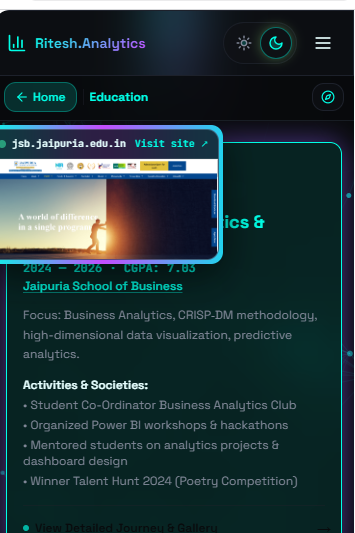 Ritesh.Analytics
← Home
Education
jsb.jaipuria.edu.in Visit site ↗
A world of difference
in a single program
ics &
2024 — 2026 · CGPA: 7.03
Jaipuria School of Business
Focus: Business Analytics, CRISP-DM methodology,
high-dimensional data visualization, predictive
analytics.
Activities & Societies:
• Student Co-Ordinator Business Analytics Club
• Organized Power BI workshops & hackathons
• Mentored students on analytics projects &
dashboard design
• Winner Talent Hunt 2024 (Poetry Competition)
View Detailed Journey & Gallery